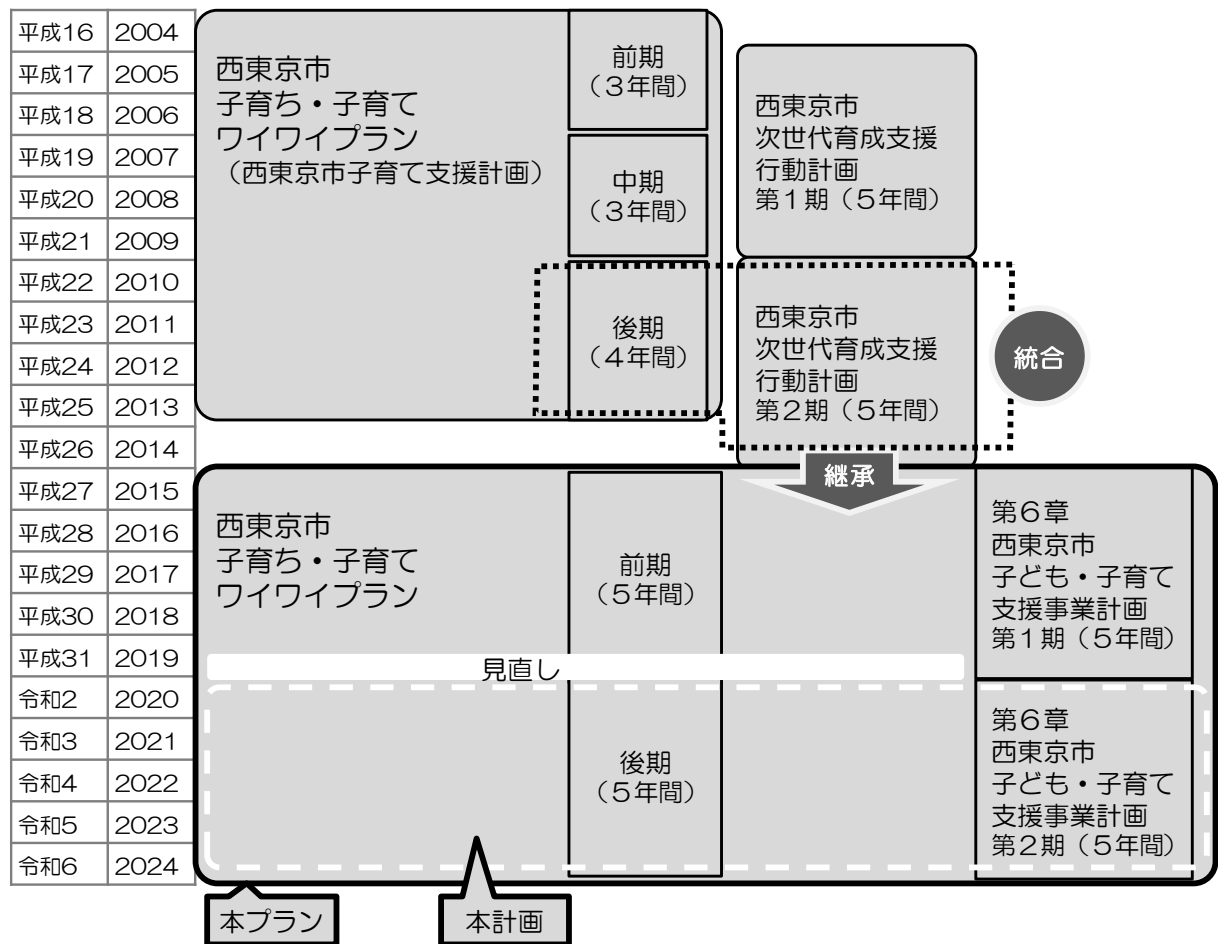 平成16 2004
平成17 2005
平成18 2006
平成19 2007
平成20 2008
平成21 2009
平成22 2010
平成23 2011
平成24 2012
平成25 2013
平成26 2014
平成27 2015
平成28 2016
平成29 2017
平成30 2018
平成31 2019
令和2 2020
令和3 2021
令和4 2022
令和5 2023
令和6 2024
西東京市
子育ち・子育て
ワイワイプラン
（西東京市子育て支援計画）
前期
（３年間）
中期
（３年間）
後期
（４年間）
西東京市
次世代育成支援
行動計画
第１期（５年間）
西東京市
次世代育成支援
行動計画
第２期（５年間）
統合
継承
西東京市
子育ち・子育て
ワイワイプラン
前期
（５年間）
見直し
後期
（５年間）
第６章
西東京市
子ども・子育て
支援事業計画
第１期（５年間）
第６章
西東京市
子ども・子育て
支援事業計画
第２期（５年間）
本プラン
本計画